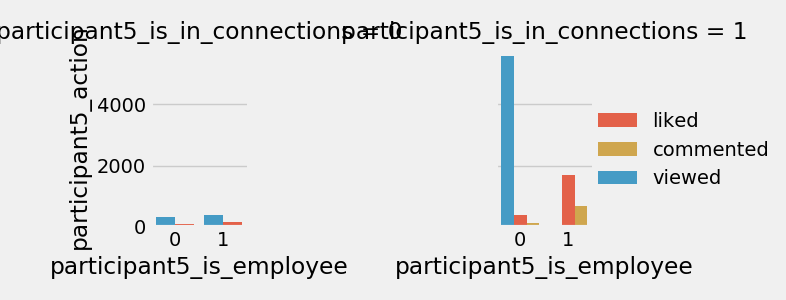 participant5_is_in_connections = 0
participant5_is_in_connections = 1
participant5_action
4000
2000
0
0 1
0 1
participant5_is_employee
participant5_is_employee
liked
commented
viewed